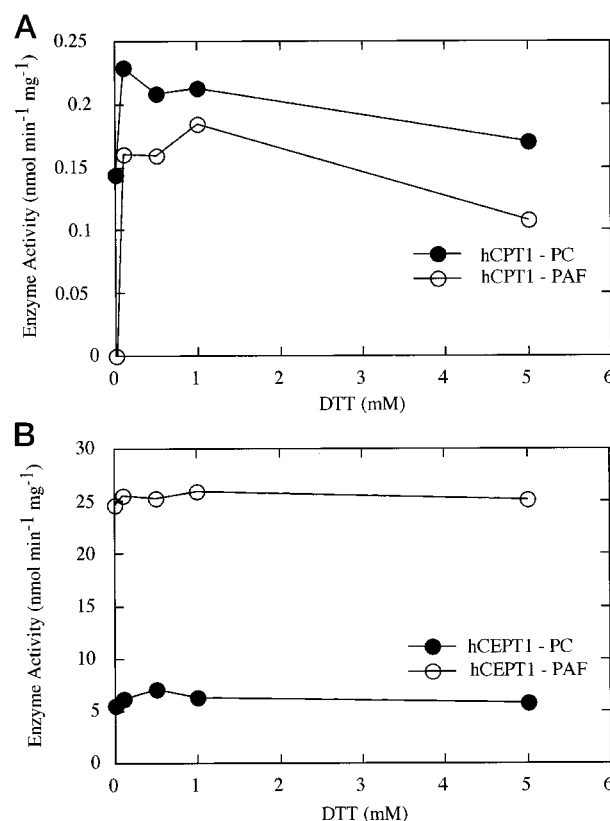 A
0.25
0.2
0.15
0.1
0.05
0
Enzyme Activity (nmol min⁻¹ mg⁻¹)
hCPT1 - PC
hCPT1 - PAF
0 1 2 3 4 5 6
DTT (mM)
B
30
25
20
15
10
5
0
Enzyme Activity (nmol min⁻¹ mg⁻¹)
hCEPT1 - PC
hCEPT1 - PAF
0 1 2 3 4 5 6
DTT (mM)